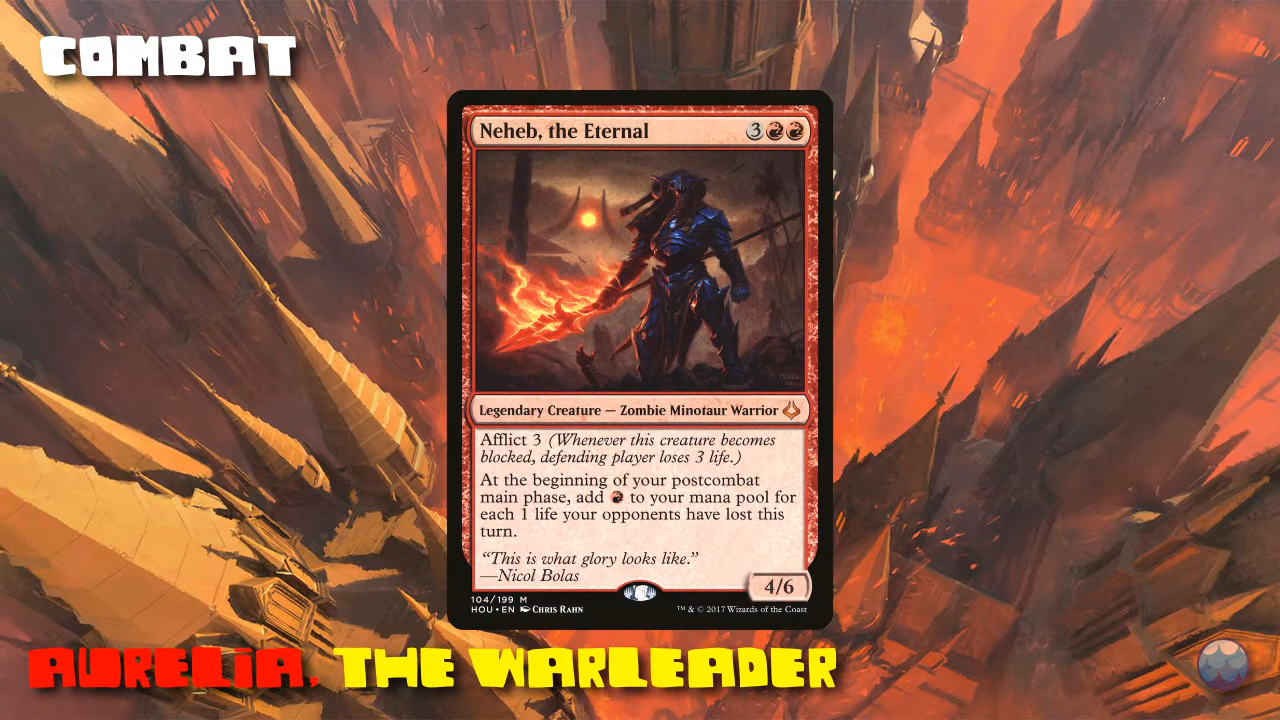 COMBAT
Neheb, the Eternal 3
Legendary Creature — Zombie Minotaur Warrior
Afflict 3 (Whenever this creature becomes
blocked, defending player loses 3 life.)
At the beginning of your postcombat
main phase, add to your mana pool for
each 1 life your opponents have lost this
turn.
“This is what glory looks like.”
—Nicol Bolas
4/6
104/199 M
HOU • EN CHRIS RAHN
™ & © 2017 Wizards of the Coast
AURELIA, THE WARLEADER